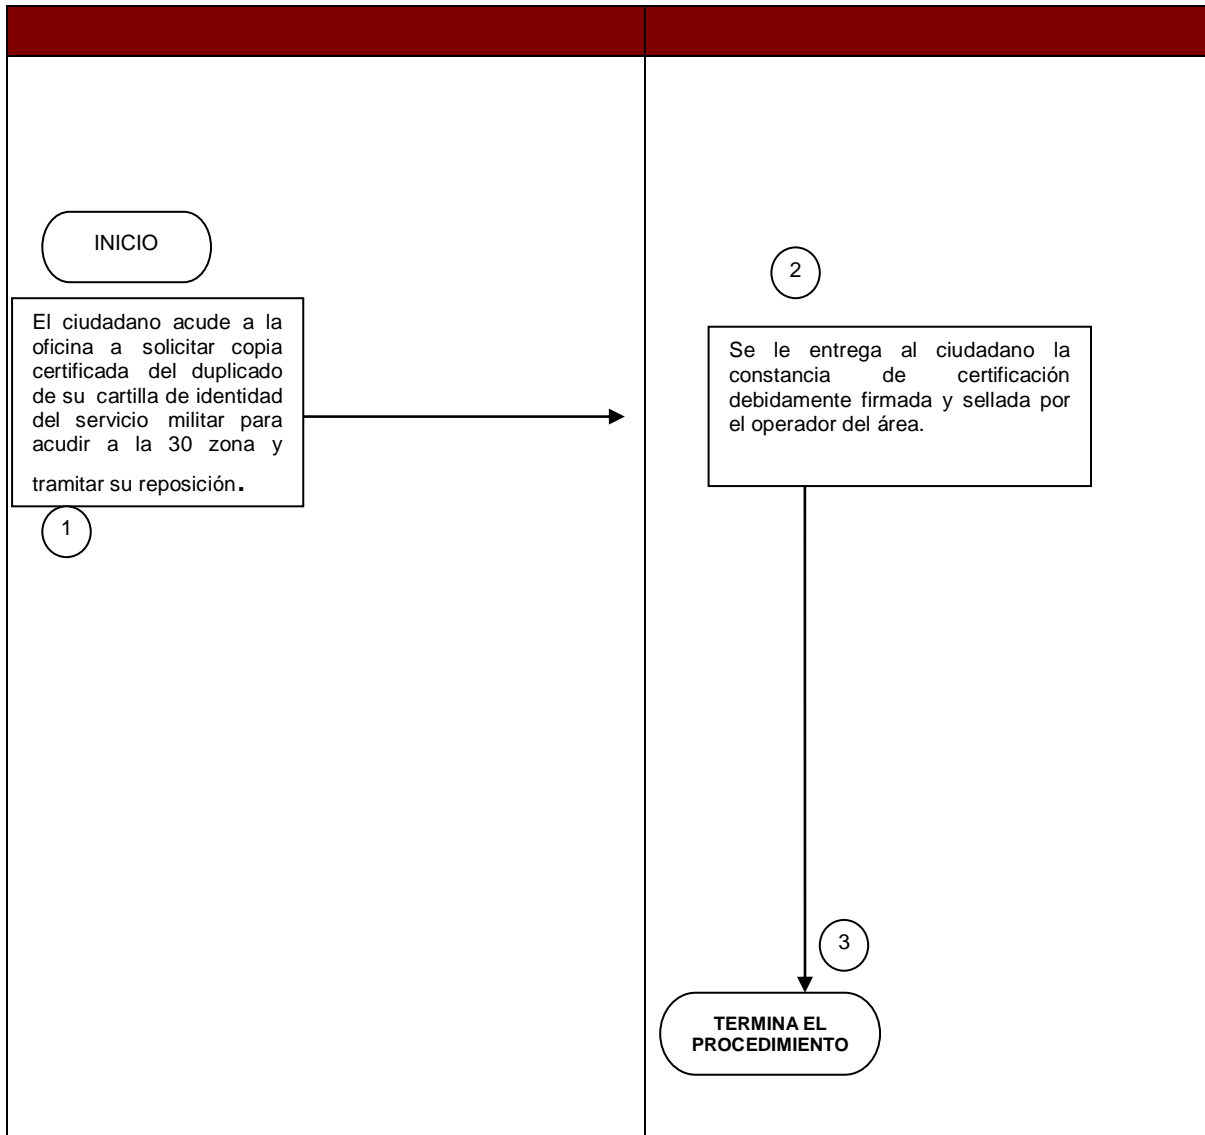 INICIO
El ciudadano acude a la
oficina a solicitar copia
certificada del duplicado
de su cartilla de identidad
del servicio militar para
acudir a la 30 zona y
tramitar su reposición.
1
2
Se le entrega al ciudadano la
constancia de certificación
debidamente firmada y sellada por
el operador del área.
3
TERMINA EL
PROCEDIMIENTO